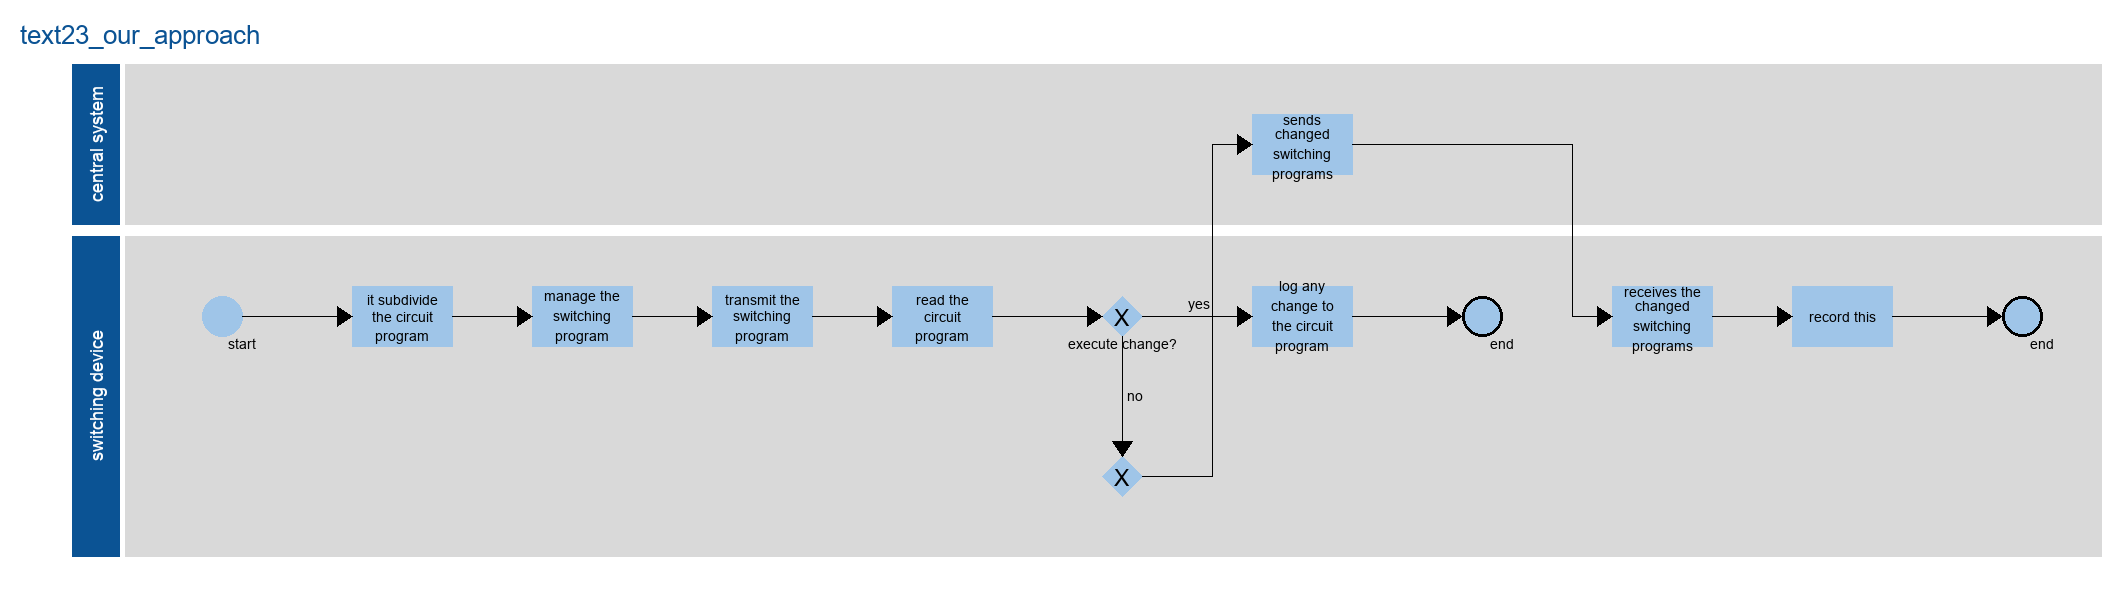 text23_our_approach
central system
sends
changed
switching
programs
switching device
start
it subdivide
the circuit
program
manage the
switching
program
transmit the
switching
program
read the
circuit
program
X
execute change?
yes
no
X
log any
change to
the circuit
program
end
receives the
changed
switching
programs
record this
end